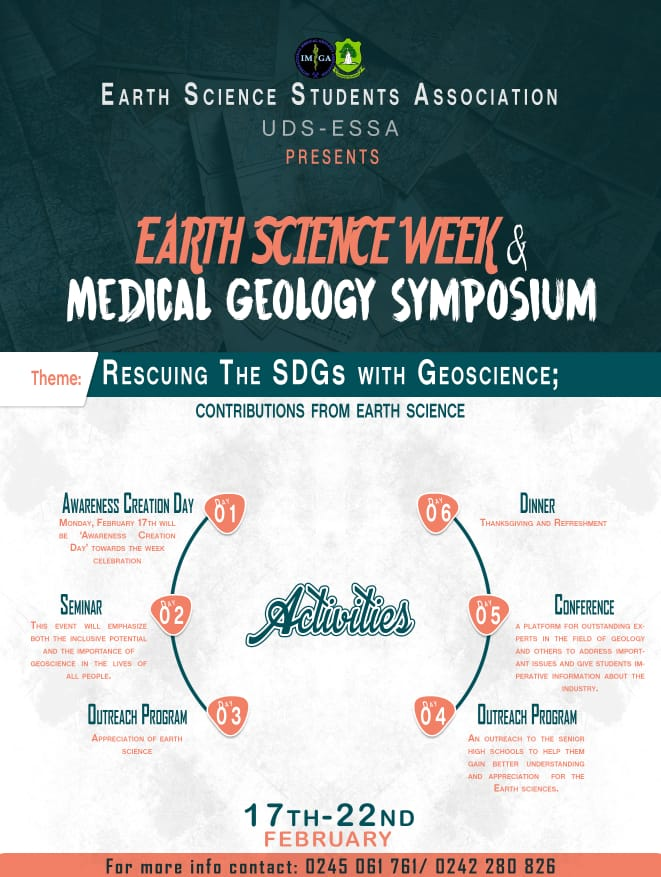 IMGA
EARTH SCIENCE STUDENTS ASSOCIATION
UDS-ESSA
PRESENTS
EARTH SCIENCE WEEK &
MEDICAL GEOLOGY SYMPOSIUM
Theme: RESCUING THE SDGS WITH GEOSCIENCE;
CONTRIBUTIONS FROM EARTH SCIENCE
AWARENESS CREATION DAY
MONDAY, FEBRUARY 17TH WILL
BE 'AWARENESS CREATION
DAY' TOWARDS THE WEEK
CELEBRATION
DAY
01
SEMINAR
THIS EVENT WILL EMPHASIZE
BOTH THE INCLUSIVE POTENTIAL
AND THE IMPORTANCE OF
GEOSCIENCE IN THE LIVES OF
ALL PEOPLE.
DAY
02
OUTREACH PROGRAM
APPRECIATION OF EARTH
SCIENCE
DAY
03
Activities
DAY
06
DINNER
THANKSGIVING AND REFRESHMENT
DAY
05
CONFERENCE
A PLATFORM FOR OUTSTANDING EX-
PERTS IN THE FIELD OF GEOLOGY
AND OTHERS TO ADDRESS IMPORT-
ANT ISSUES AND GIVE STUDENTS IM-
PERATIVE INFORMATION ABOUT THE
INDUSTRY.
DAY
04
OUTREACH PROGRAM
AN OUTREACH TO THE SENIOR
HIGH SCHOOLS TO HELP THEM
GAIN BETTER UNDERSTANDING
AND APPRECIATION FOR THE
EARTH SCIENCES.
17TH-22ND
FEBRUARY
For more info contact: 0245 061 761/ 0242 280 826